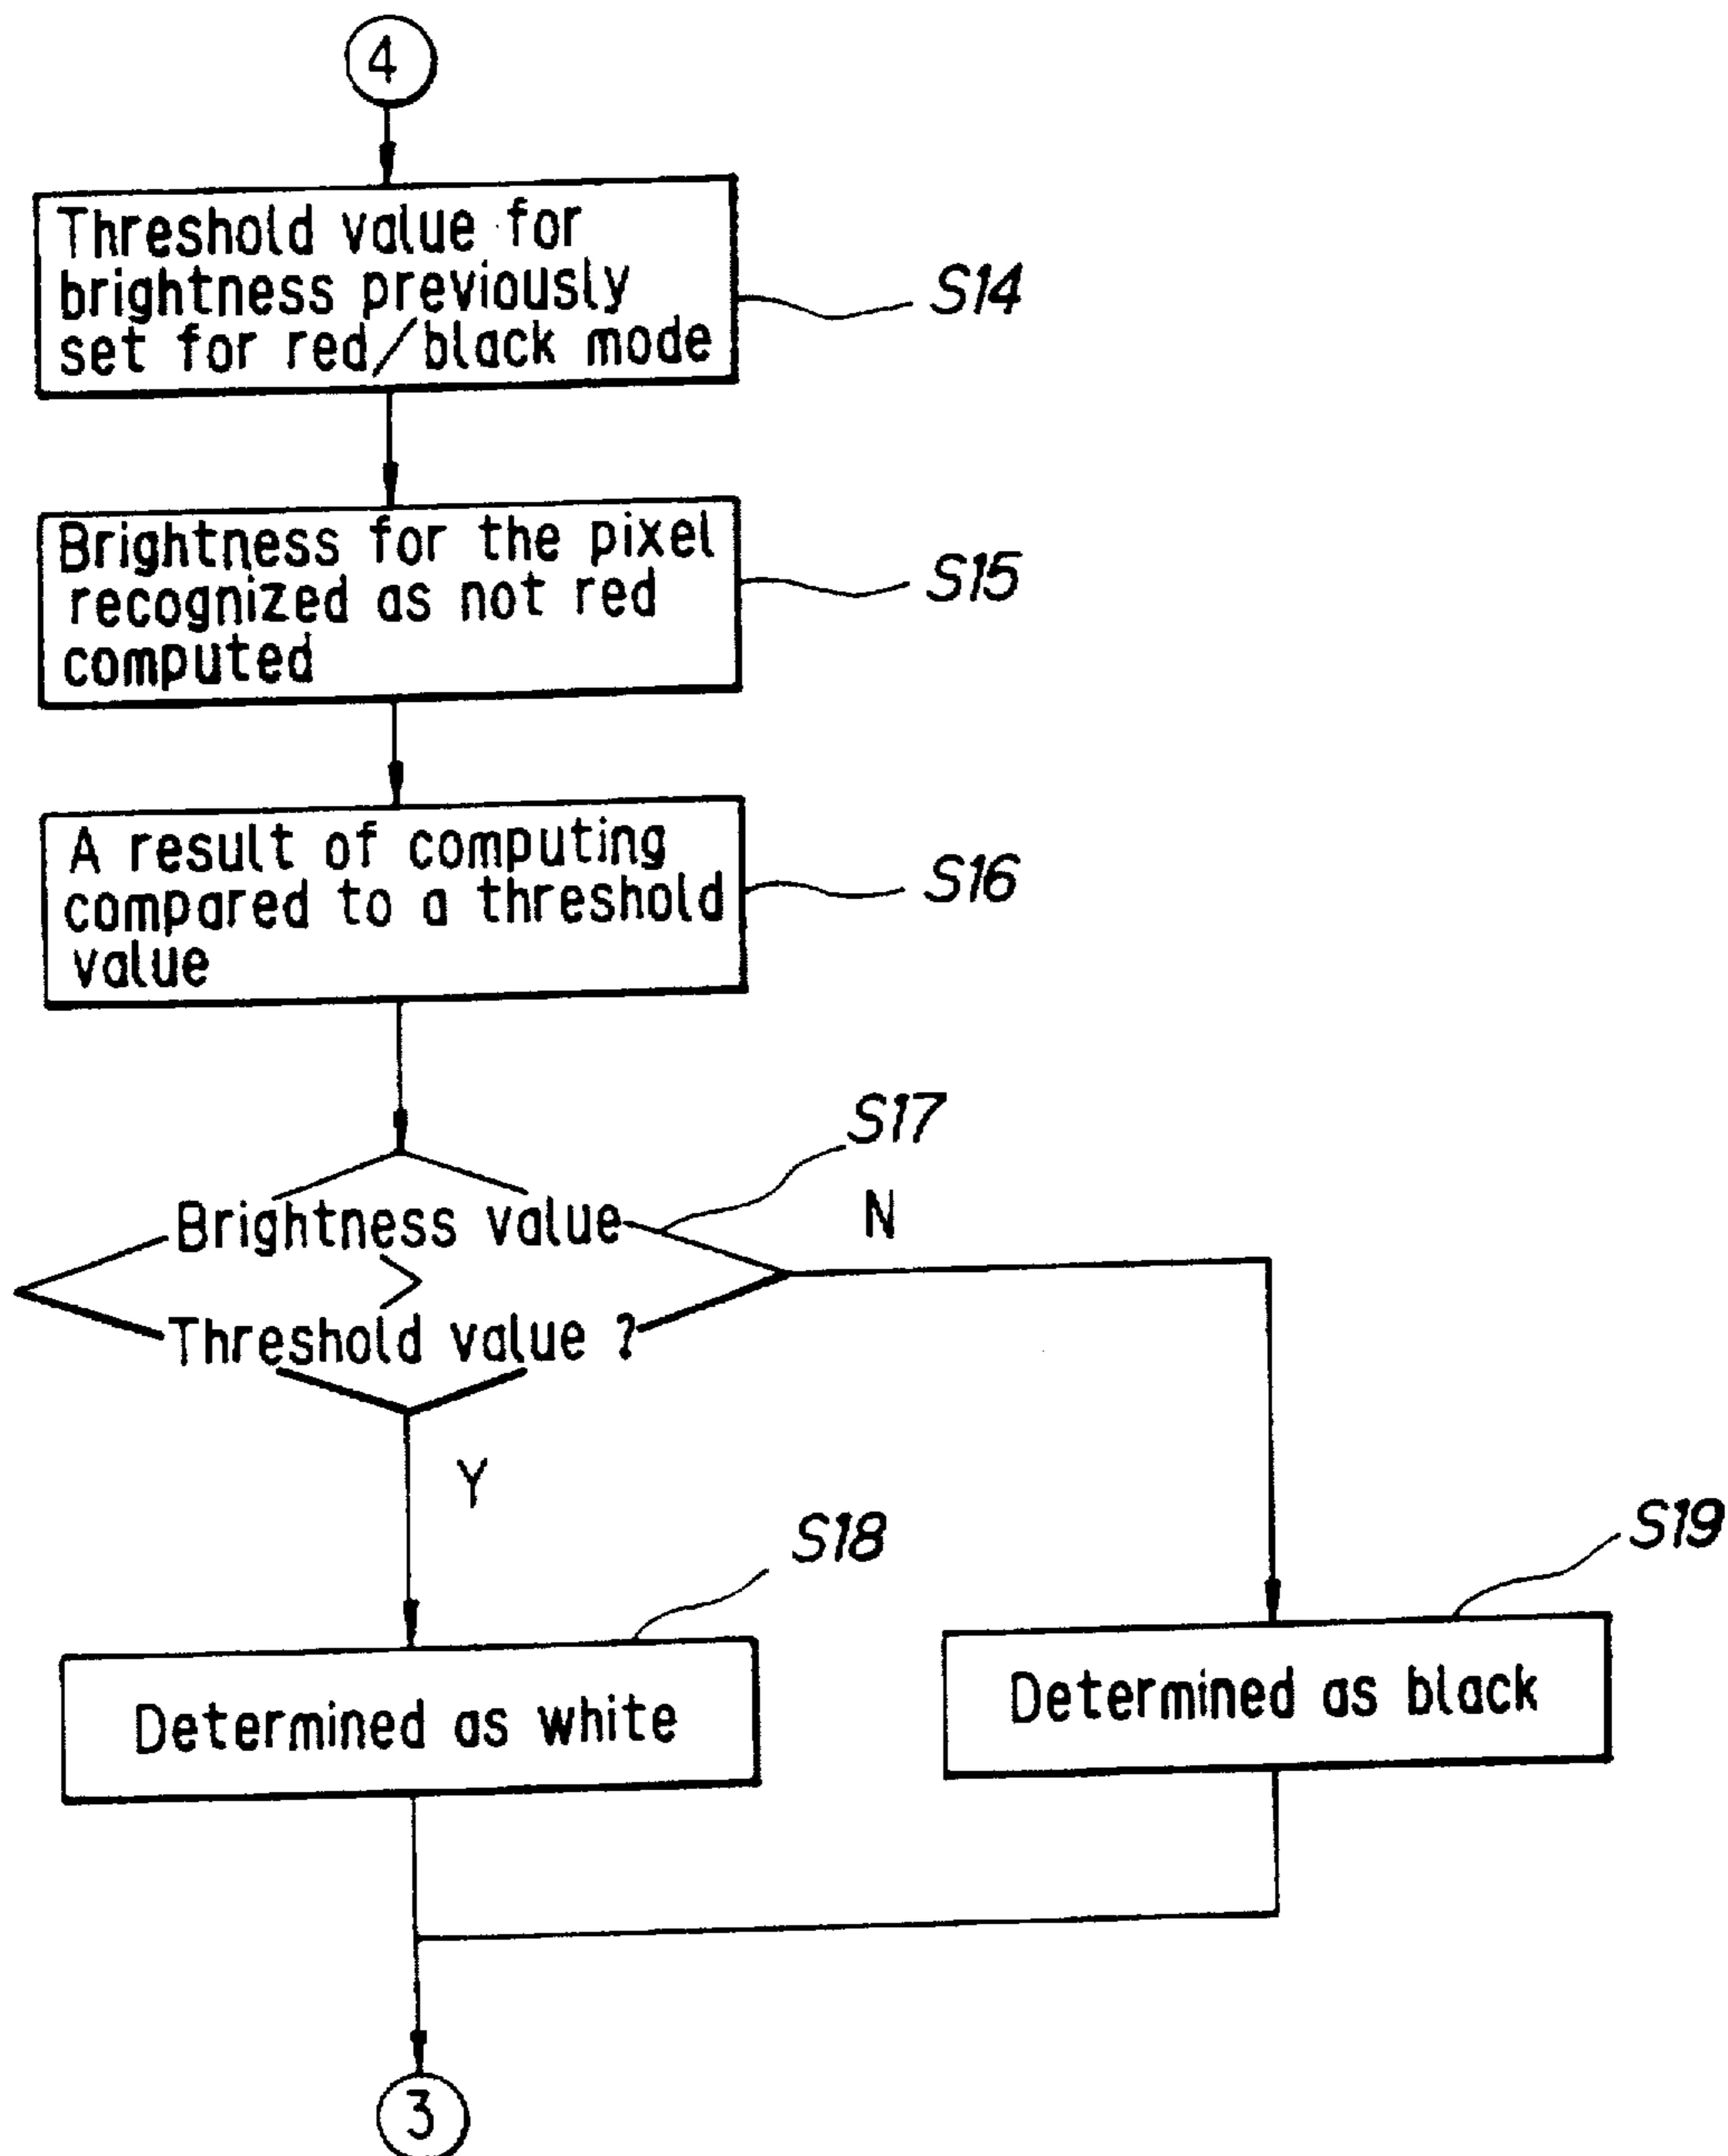 4
Threshold value for
brightness previously
set for red/black mode
S14
Brightness for the pixel
recognized as not red
computed
S15
A result of computing
compared to a threshold
value
S16
S17
Brightness value
>
Threshold value ?
N
Y
S18
S19
Determined as white
Determined as black
3